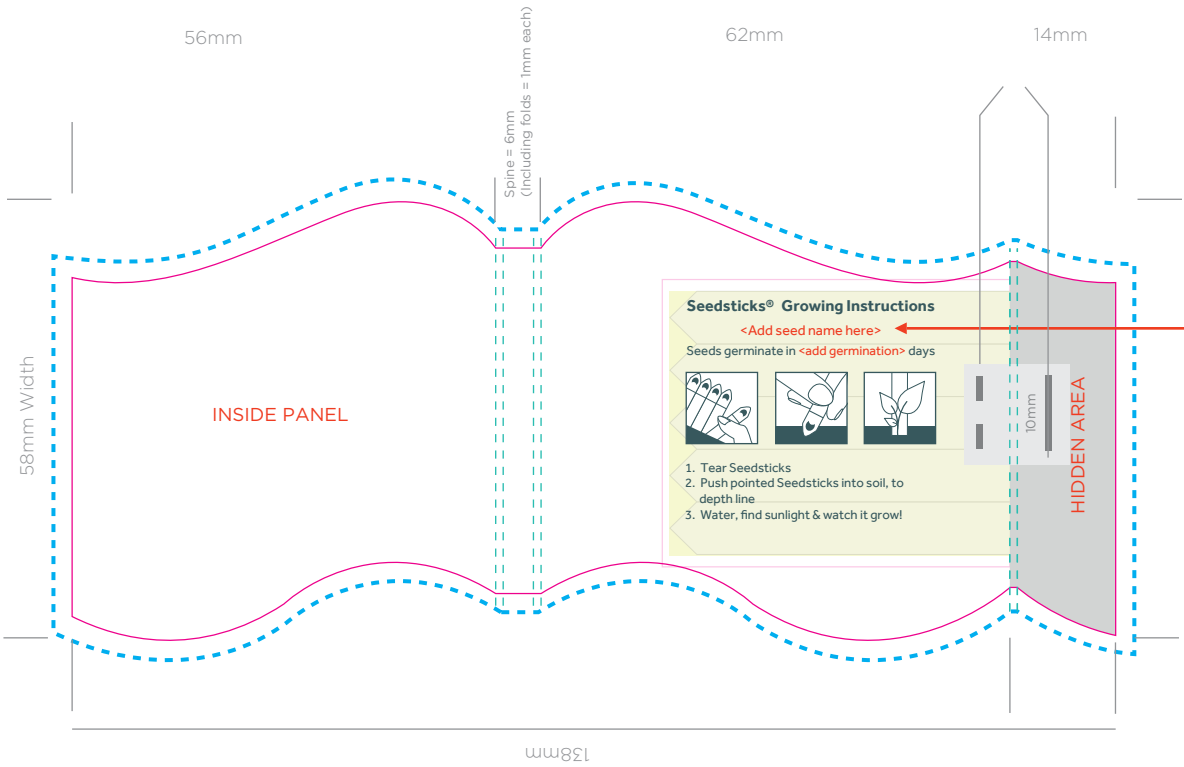 56mm
Spine = 6mm
(Including folds = 1mm each)
62mm
14mm
58mm Width
INSIDE PANEL
Seedsticks® Growing Instructions
<Add seed name here>
Seeds germinate in <add germination> days
10mm
HIDDEN AREA
1. Tear Seedsticks
2. Push pointed Seedsticks into soil, to
depth line
3. Water, find sunlight & watch it grow!
138mm